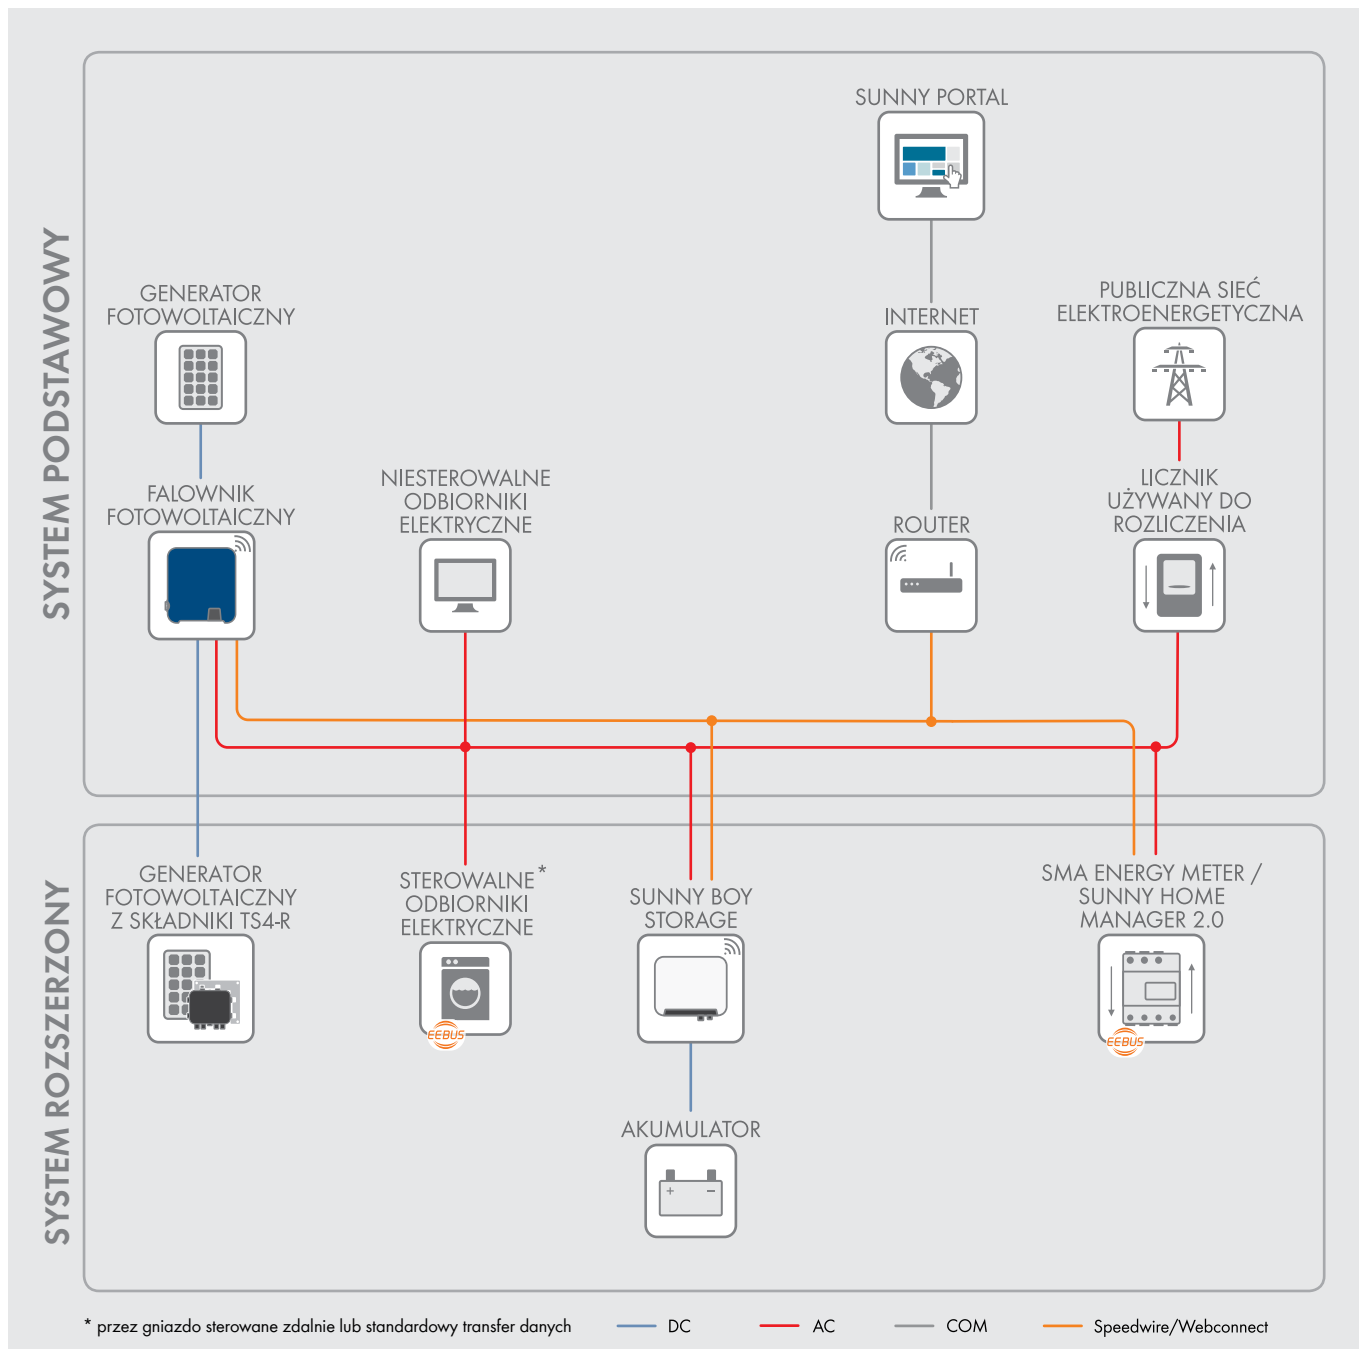 SYSTEM PODSTAWOWY
SUNNY PORTAL
GENERATOR
FOTOWOLTAICZNY
INTERNET
PUBLICZNA SIEĆ
ELEKTROENERGETYCZNA
FALOWNIK
FOTOWOLTAICZNY
NIESTEROWALNE
ODBIORNIKI
ELEKTRYCZNE
ROUTER
LICZNIK
UŻYWANY DO
ROZLICZENIA
SYSTEM ROZSZERZONY
GENERATOR
FOTOWOLTAICZNY
Z SKŁADNIKI TS4-R
STEROWALNE*
ODBIORNIKI
ELEKTRYCZNE
EEBUS
SUNNY BOY
STORAGE
SMA ENERGY METER /
SUNNY HOME
MANAGER 2.0
EEBUS
AKUMULATOR
+ −
* przez gniazdo sterowane zdalnie lub standardowy transfer danych
DC
AC
COM
Speedwire/Webconnect